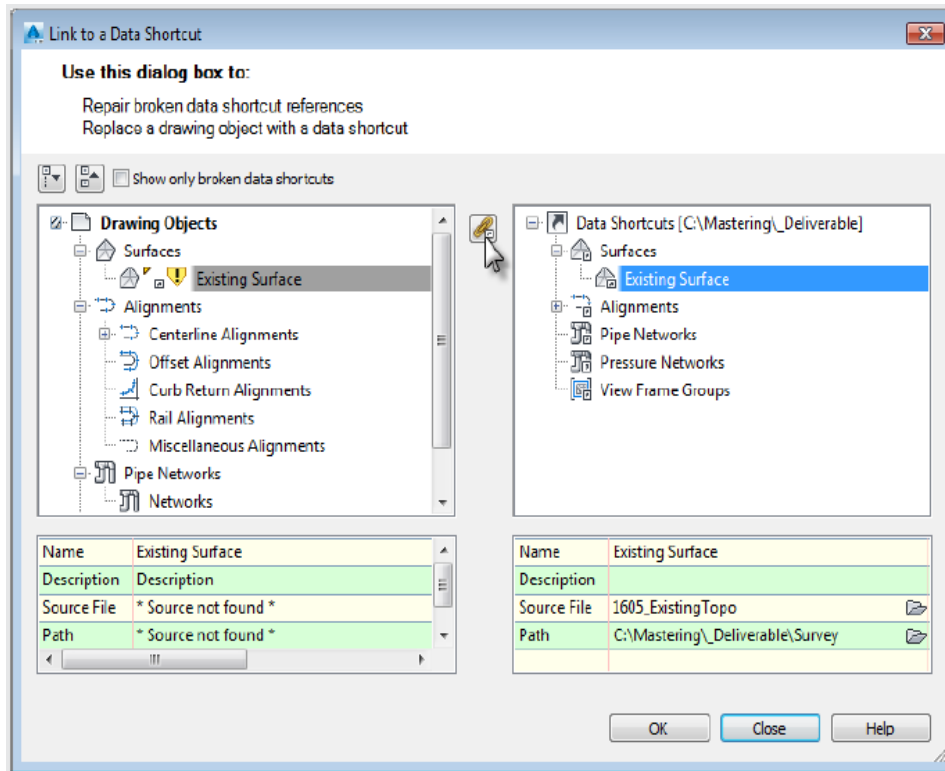 Link to a Data Shortcut
Use this dialog box to:
Repair broken data shortcut references
Replace a drawing object with a data shortcut
Show only broken data shortcuts
Drawing Objects
Surfaces
Existing Surface
Alignments
Centerline Alignments
Offset Alignments
Curb Return Alignments
Rail Alignments
Miscellaneous Alignments
Pipe Networks
Networks
Data Shortcuts [C:\Mastering\_Deliverable]
Surfaces
Existing Surface
Alignments
Pipe Networks
Pressure Networks
View Frame Groups
Name Existing Surface
Description Description
Source File * Source not found *
Path * Source not found *
Name Existing Surface
Description
Source File 1605_ExistingTopo
Path C:\Mastering\_Deliverable\Survey
OK Close Help